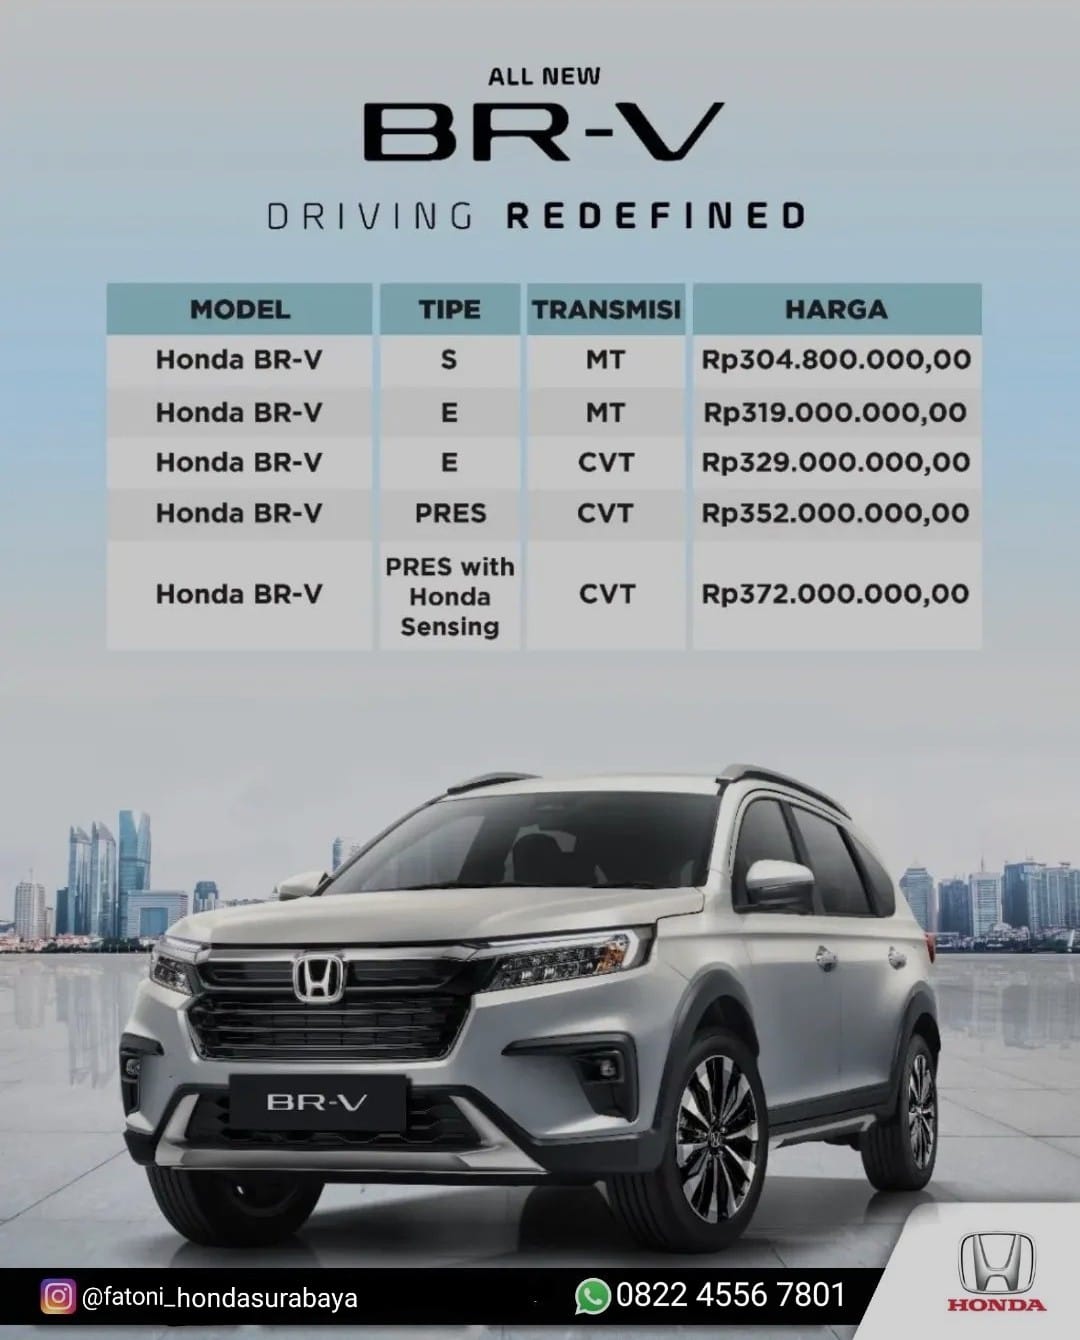 ALL NEW
BR-V
DRIVING REDEFINED
MODEL TIPE TRANSMISI HARGA
Honda BR-V S MT Rp304.800.000,00
Honda BR-V E MT Rp319.000.000,00
Honda BR-V E CVT Rp329.000.000,00
Honda BR-V PRES CVT Rp352.000.000,00
Honda BR-V PRES with Honda Sensing CVT Rp372.000.000,00
BR-V
@fatoni_hondasurabaya
0822 4556 7801
HONDA